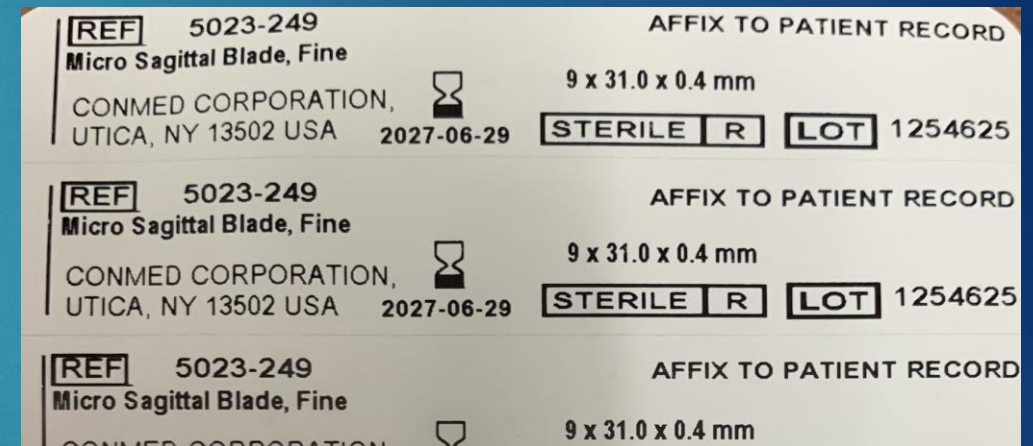 REF 5023-249 AFFIX TO PATIENT RECORD
Micro Sagittal Blade, Fine
9 x 31.0 x 0.4 mm
CONMED CORPORATION,
UTICA, NY 13502 USA 2027-06-29 STERILE R LOT 1254625
REF 5023-249 AFFIX TO PATIENT RECORD
Micro Sagittal Blade, Fine
9 x 31.0 x 0.4 mm
CONMED CORPORATION,
UTICA, NY 13502 USA 2027-06-29 STERILE R LOT 1254625
REF 5023-249 AFFIX TO PATIENT RECORD
Micro Sagittal Blade, Fine
9 x 31.0 x 0.4 mm
CONMED CORPORATION,